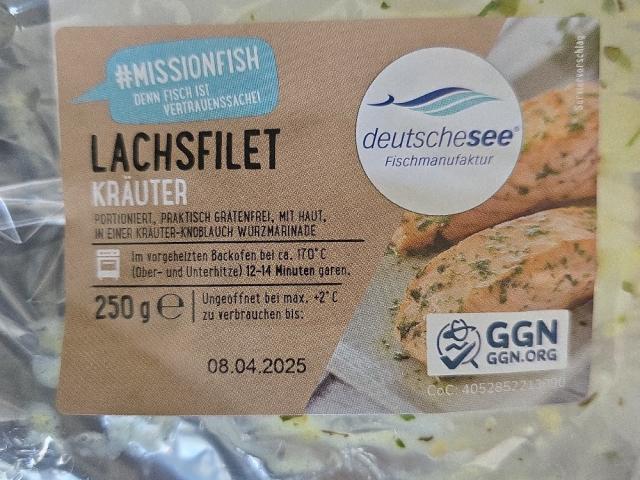 #MISSIONFISH
DENN FISCH IST
VERTRAUENSSACHE!
deutschesee®
Fischmanufaktur
Serviervorschlag
LACHSFILET
KRÄUTER
PORTIONIERT, PRAKTISCH GRÄTENFREI, MIT HAUT,
IN EINER KRÄUTER-KNOBLAUCH WÜRZMARINADE
Im vorgeheizten Backofen bei ca. 170°C
(Ober- und Unterhitze) 12-14 Minuten garen.
250 g ℮
Ungeöffnet bei max. +2°C
zu verbrauchen bis:
08.04.2025
GGN
GGN.ORG
CoC: